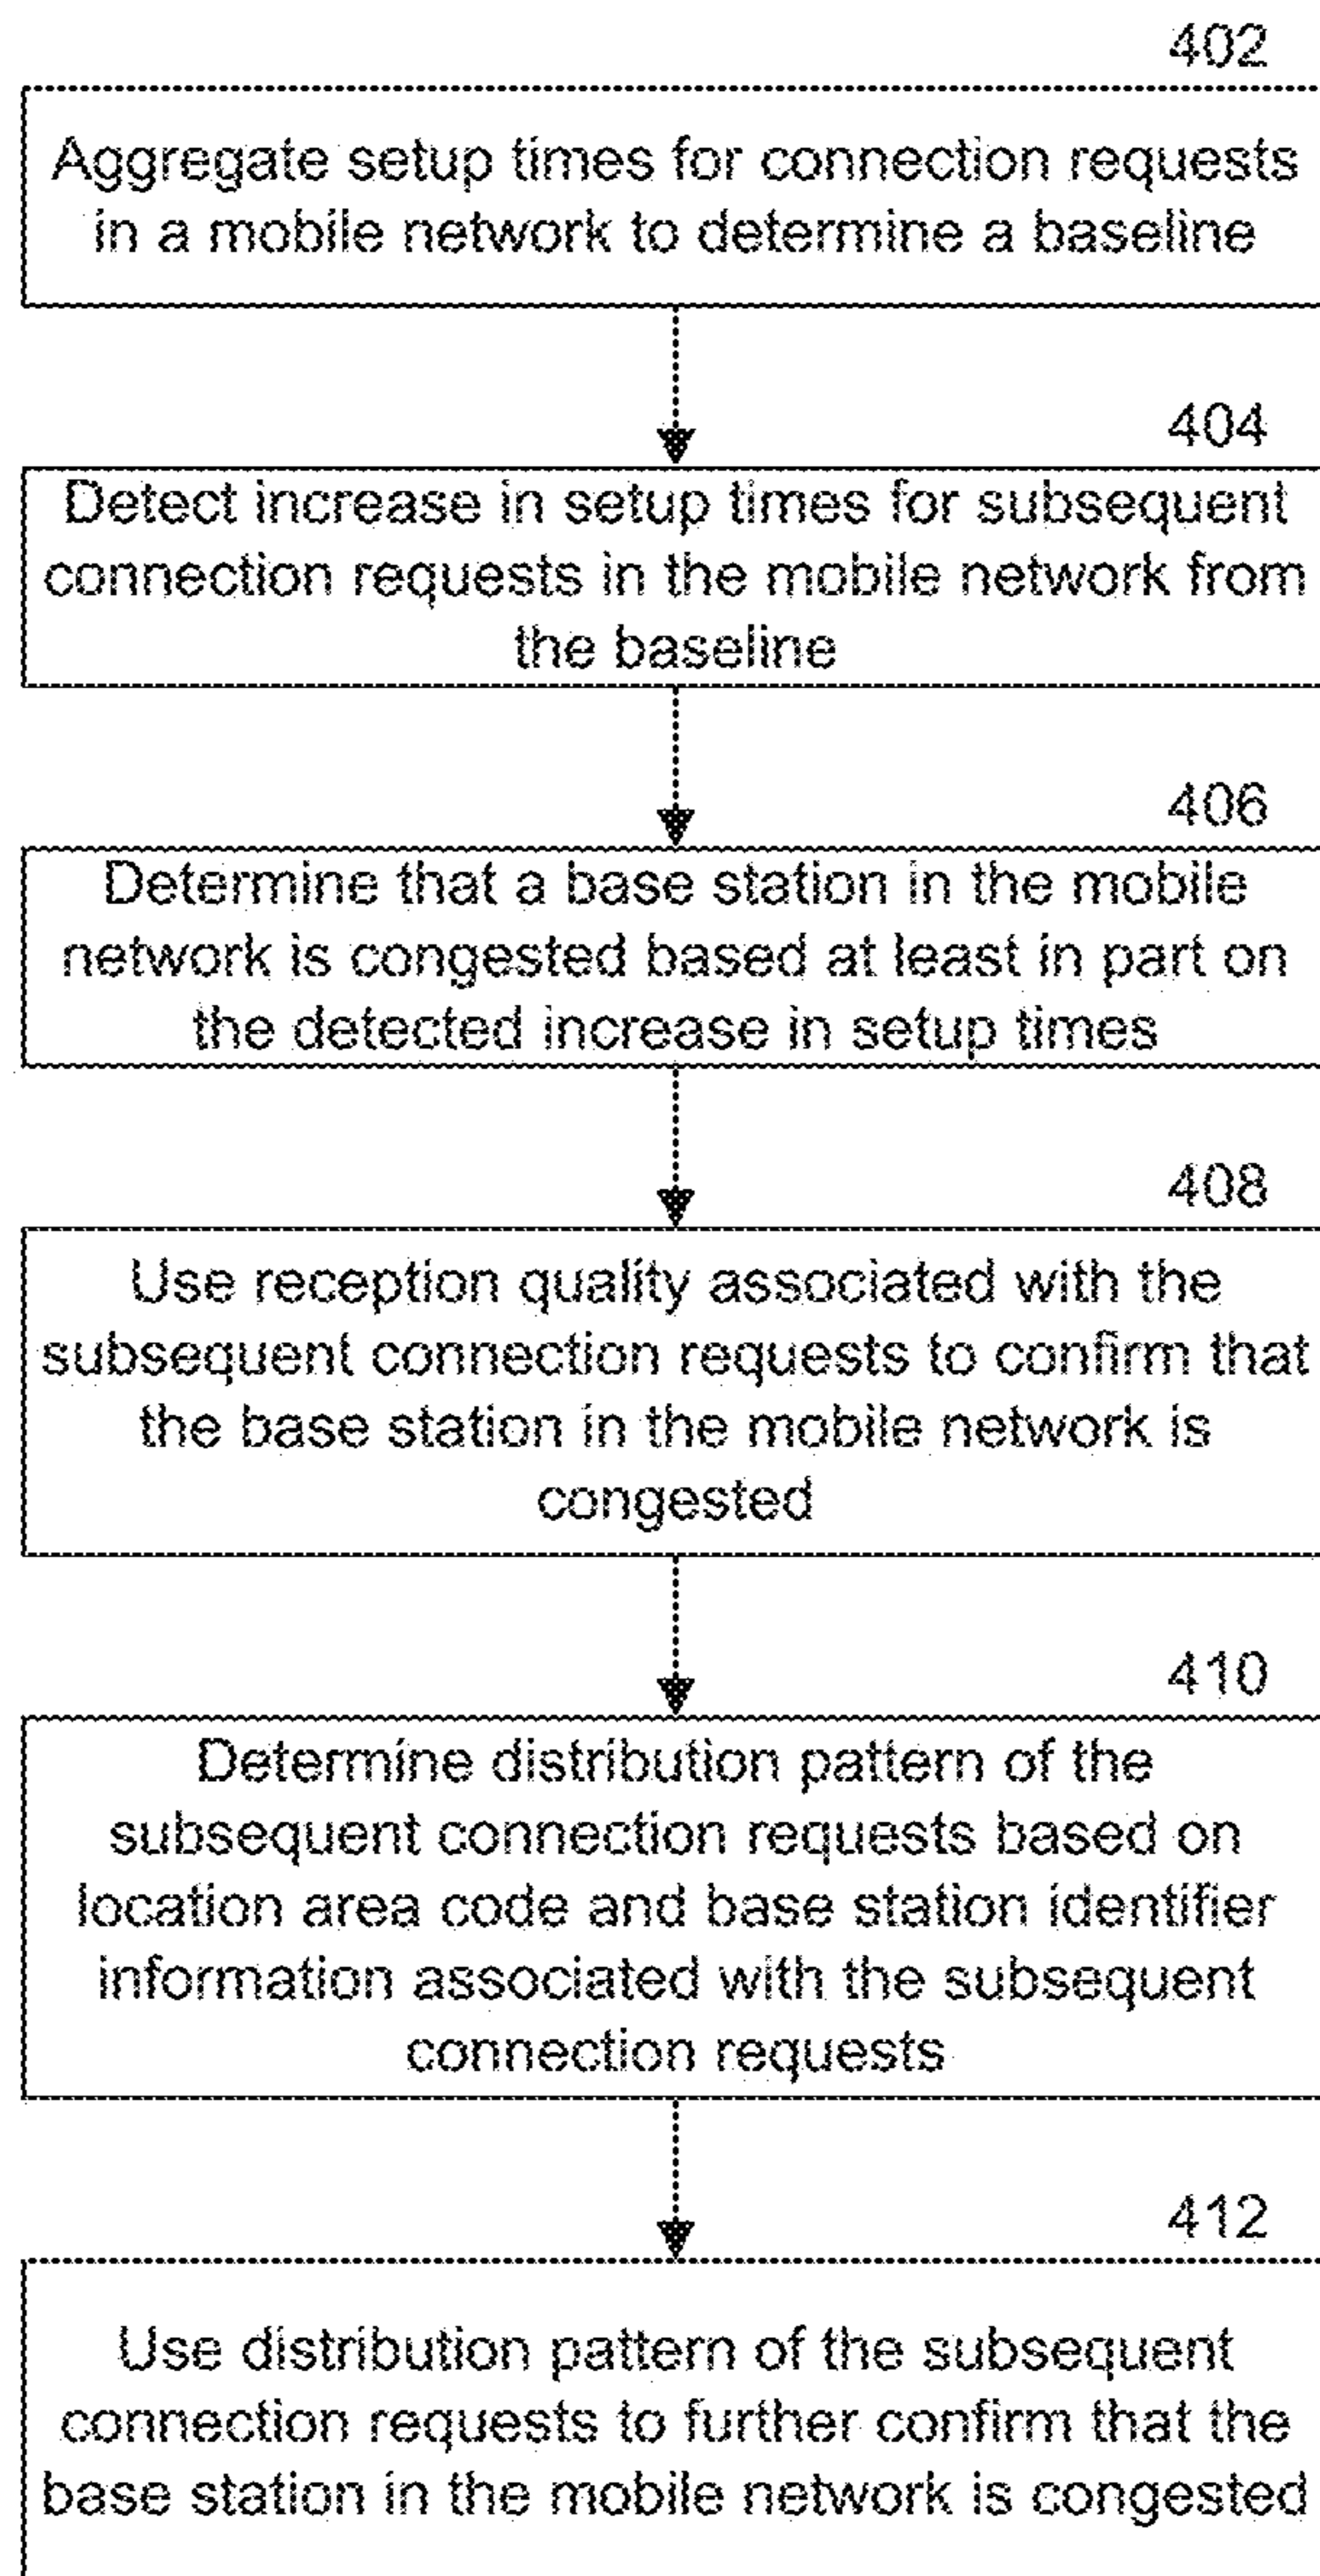 402
Aggregate setup times for connection requests
in a mobile network to determine a baseline
404
Detect increase in setup times for subsequent
connection requests in the mobile network from
the baseline
406
Determine that a base station in the mobile
network is congested based at least in part on
the detected increase in setup times
408
Use reception quality associated with the
subsequent connection requests to confirm that
the base station in the mobile network is
congested
410
Determine distribution pattern of the
subsequent connection requests based on
location area code and base station identifier
information associated with the subsequent
connection requests
412
Use distribution pattern of the subsequent
connection requests to further confirm that the
base station in the mobile network is congested